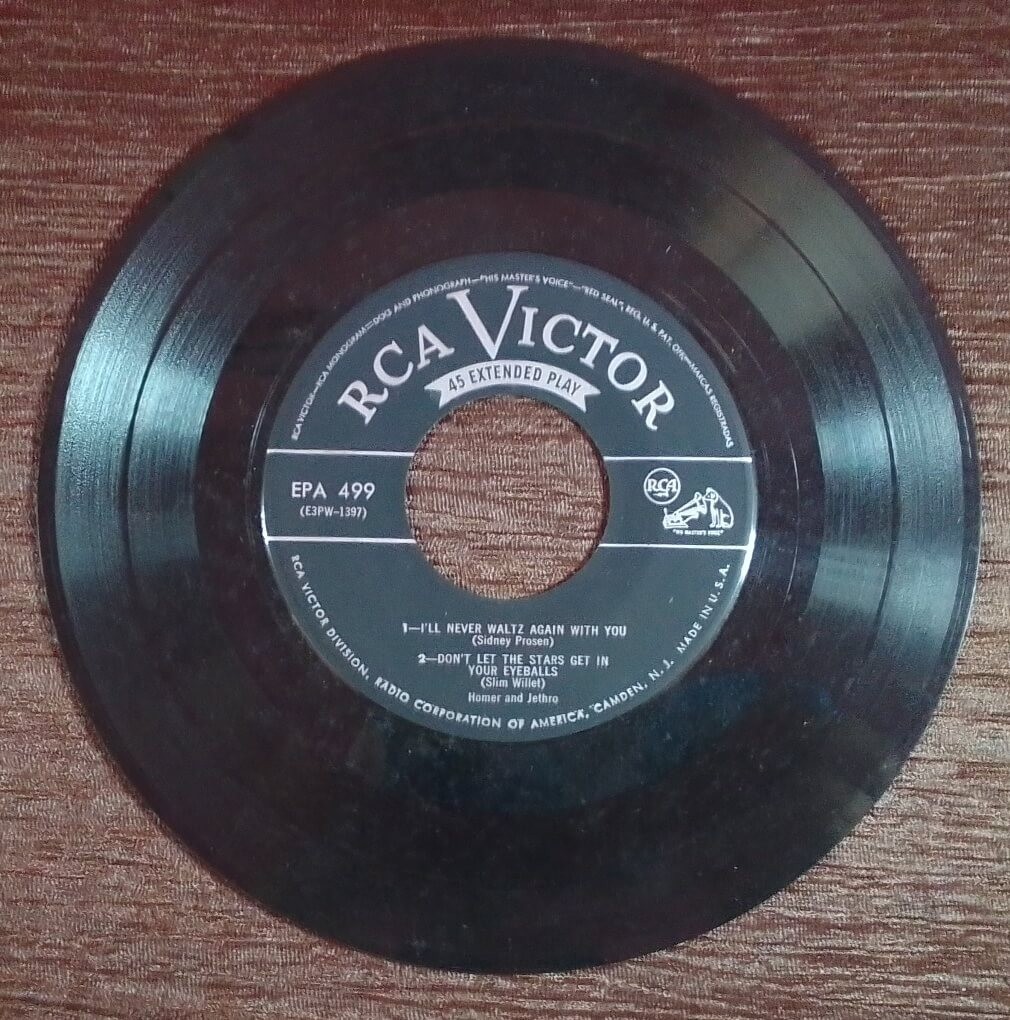 RCA VICTOR—RCA MONOGRAM—DOG AND PHONOGRAPH—"HIS MASTER'S VOICE"—"RED SEAL", REG. U. S. PAT. OFF.—MARCAS REGISTRADAS
RCA VICTOR
45 EXTENDED PLAY
EPA 499
(E3PW-1397)
RCA
"HIS MASTER'S VOICE"
1—I'LL NEVER WALTZ AGAIN WITH YOU
(Sidney Prosen)
2—DON'T LET THE STARS GET IN
YOUR EYEBALLS
(Slim Willet)
Homer and Jethro
RCA VICTOR DIVISION, RADIO CORPORATION OF AMERICA, CAMDEN, N. J. MADE IN U. S. A.